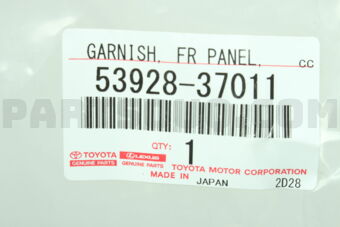 GARNISH, FR PANEL, CC
53928-37011
QTY: 1
TOYOTA LEXUS
GENUINE PARTS GENUINE PARTS
TOYOTA MOTOR CORPORATION
MADE IN JAPAN 2D28